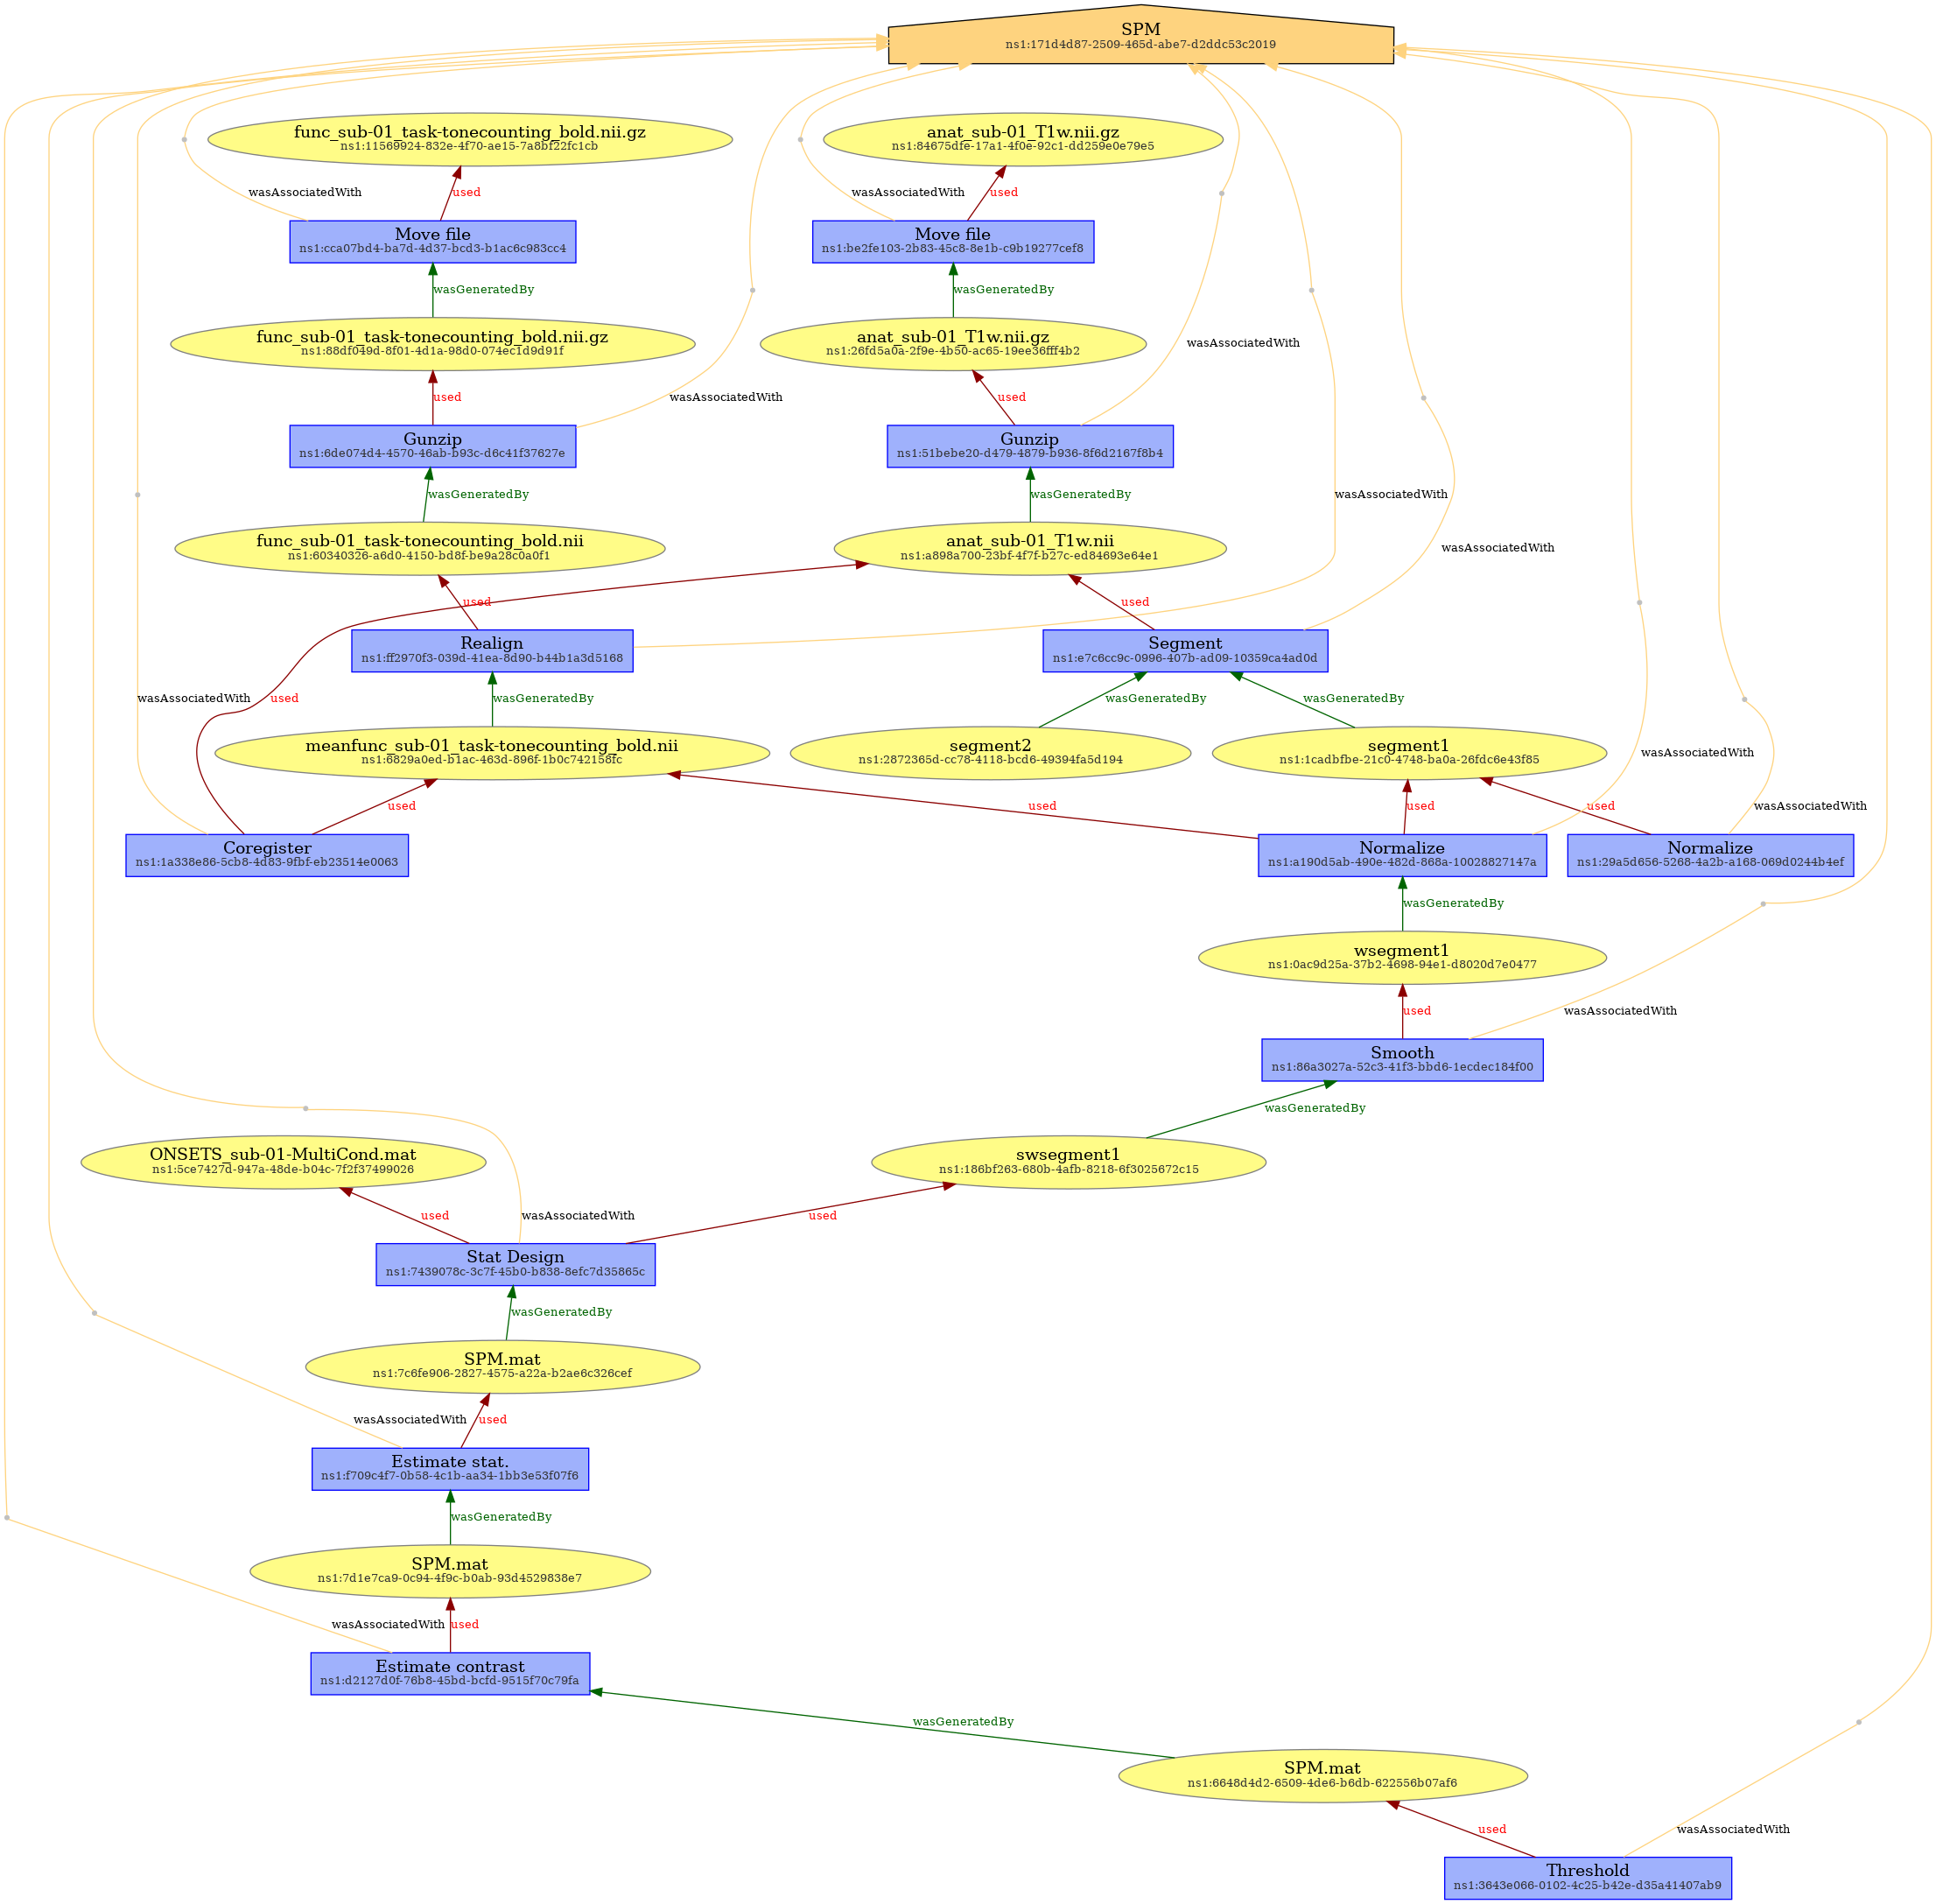 SPM
ns1:171d4d87-2509-465d-abe7-d2ddc53c2019
func_sub-01_task-tonecounting_bold.nii.gz
ns1:11569924-832e-4f70-ae15-7a8bf22fc1cb
anat_sub-01_T1w.nii.gz
ns1:84675dfe-17a1-4f0e-92c1-dd259e0e79e5
wasAssociatedWith
used
wasAssociatedWith
used
Move file
ns1:cca07bd4-ba7d-4d37-bcd3-b1ac6c983cc4
Move file
ns1:be2fe103-2b83-45c8-8e1b-c9b19277cef8
wasGeneratedBy
wasGeneratedBy
func_sub-01_task-tonecounting_bold.nii.gz
ns1:88df049d-8f01-4d1a-98d0-074ec1d9d91f
anat_sub-01_T1w.nii.gz
ns1:26fd5a0a-2f9e-4b50-ac65-19ee36fff4b2
wasAssociatedWith
used
wasAssociatedWith
used
Gunzip
ns1:6de074d4-4570-46ab-b93c-d6c41f37627e
Gunzip
ns1:51bebe20-d479-4879-b936-8f6d2167f8b4
wasGeneratedBy
wasGeneratedBy
wasAssociatedWith
func_sub-01_task-tonecounting_bold.nii
ns1:60340326-a6d0-4150-bd8f-be9a28c0a0f1
anat_sub-01_T1w.nii
ns1:a898a700-23bf-4f7f-b27c-ed84693e64e1
wasAssociatedWith
used
used
Realign
ns1:ff2970f3-039d-41ea-8d90-b44b1a3d5168
Segment
ns1:e7c6cc9c-0996-407b-ad09-10359ca4ad0d
wasAssociatedWith
used
wasGeneratedBy
wasGeneratedBy
wasGeneratedBy
meanfunc_sub-01_task-tonecounting_bold.nii
ns1:6829a0ed-b1ac-463d-896f-1b0c742158fc
segment2
ns1:2872365d-cc78-4118-bcd6-49394fa5d194
segment1
ns1:1cadbfbe-21c0-4748-ba0a-26fdc6e43f85
wasAssociatedWith
used
used
used
used
wasAssociatedWith
Coregister
ns1:1a338e86-5cb8-4d83-9fbf-eb23514e0063
Normalize
ns1:a190d5ab-490e-482d-868a-10028827147a
Normalize
ns1:29a5d656-5268-4a2b-a168-069d0244b4ef
wasGeneratedBy
wsegment1
ns1:0ac9d25a-37b2-4698-94e1-d8020d7e0477
used
wasAssociatedWith
Smooth
ns1:86a3027a-52c3-41f3-bbd6-1ecdec184f00
wasGeneratedBy
ONSETS_sub-01-MultiCond.mat
ns1:5ce7427d-947a-48de-b04c-7f2f37499026
swsegment1
ns1:186bf263-680b-4afb-8218-6f3025672c15
used
wasAssociatedWith
used
Stat Design
ns1:7439078c-3c7f-45b0-b838-8efc7d35865c
wasGeneratedBy
SPM.mat
ns1:7c6fe906-2827-4575-a22a-b2ae6c326cef
wasAssociatedWith
used
Estimate stat.
ns1:f709c4f7-0b58-4c1b-aa34-1bb3e53f07f6
wasGeneratedBy
SPM.mat
ns1:7d1e7ca9-0c94-4f9c-b0ab-93d4529838e7
wasAssociatedWith
used
Estimate contrast
ns1:d2127d0f-76b8-45bd-bcfd-9515f70c79fa
wasGeneratedBy
SPM.mat
ns1:6648d4d2-6509-4de6-b6db-622556b07af6
used
wasAssociatedWith
Threshold
ns1:3643e066-0102-4c25-b42e-d35a41407ab9